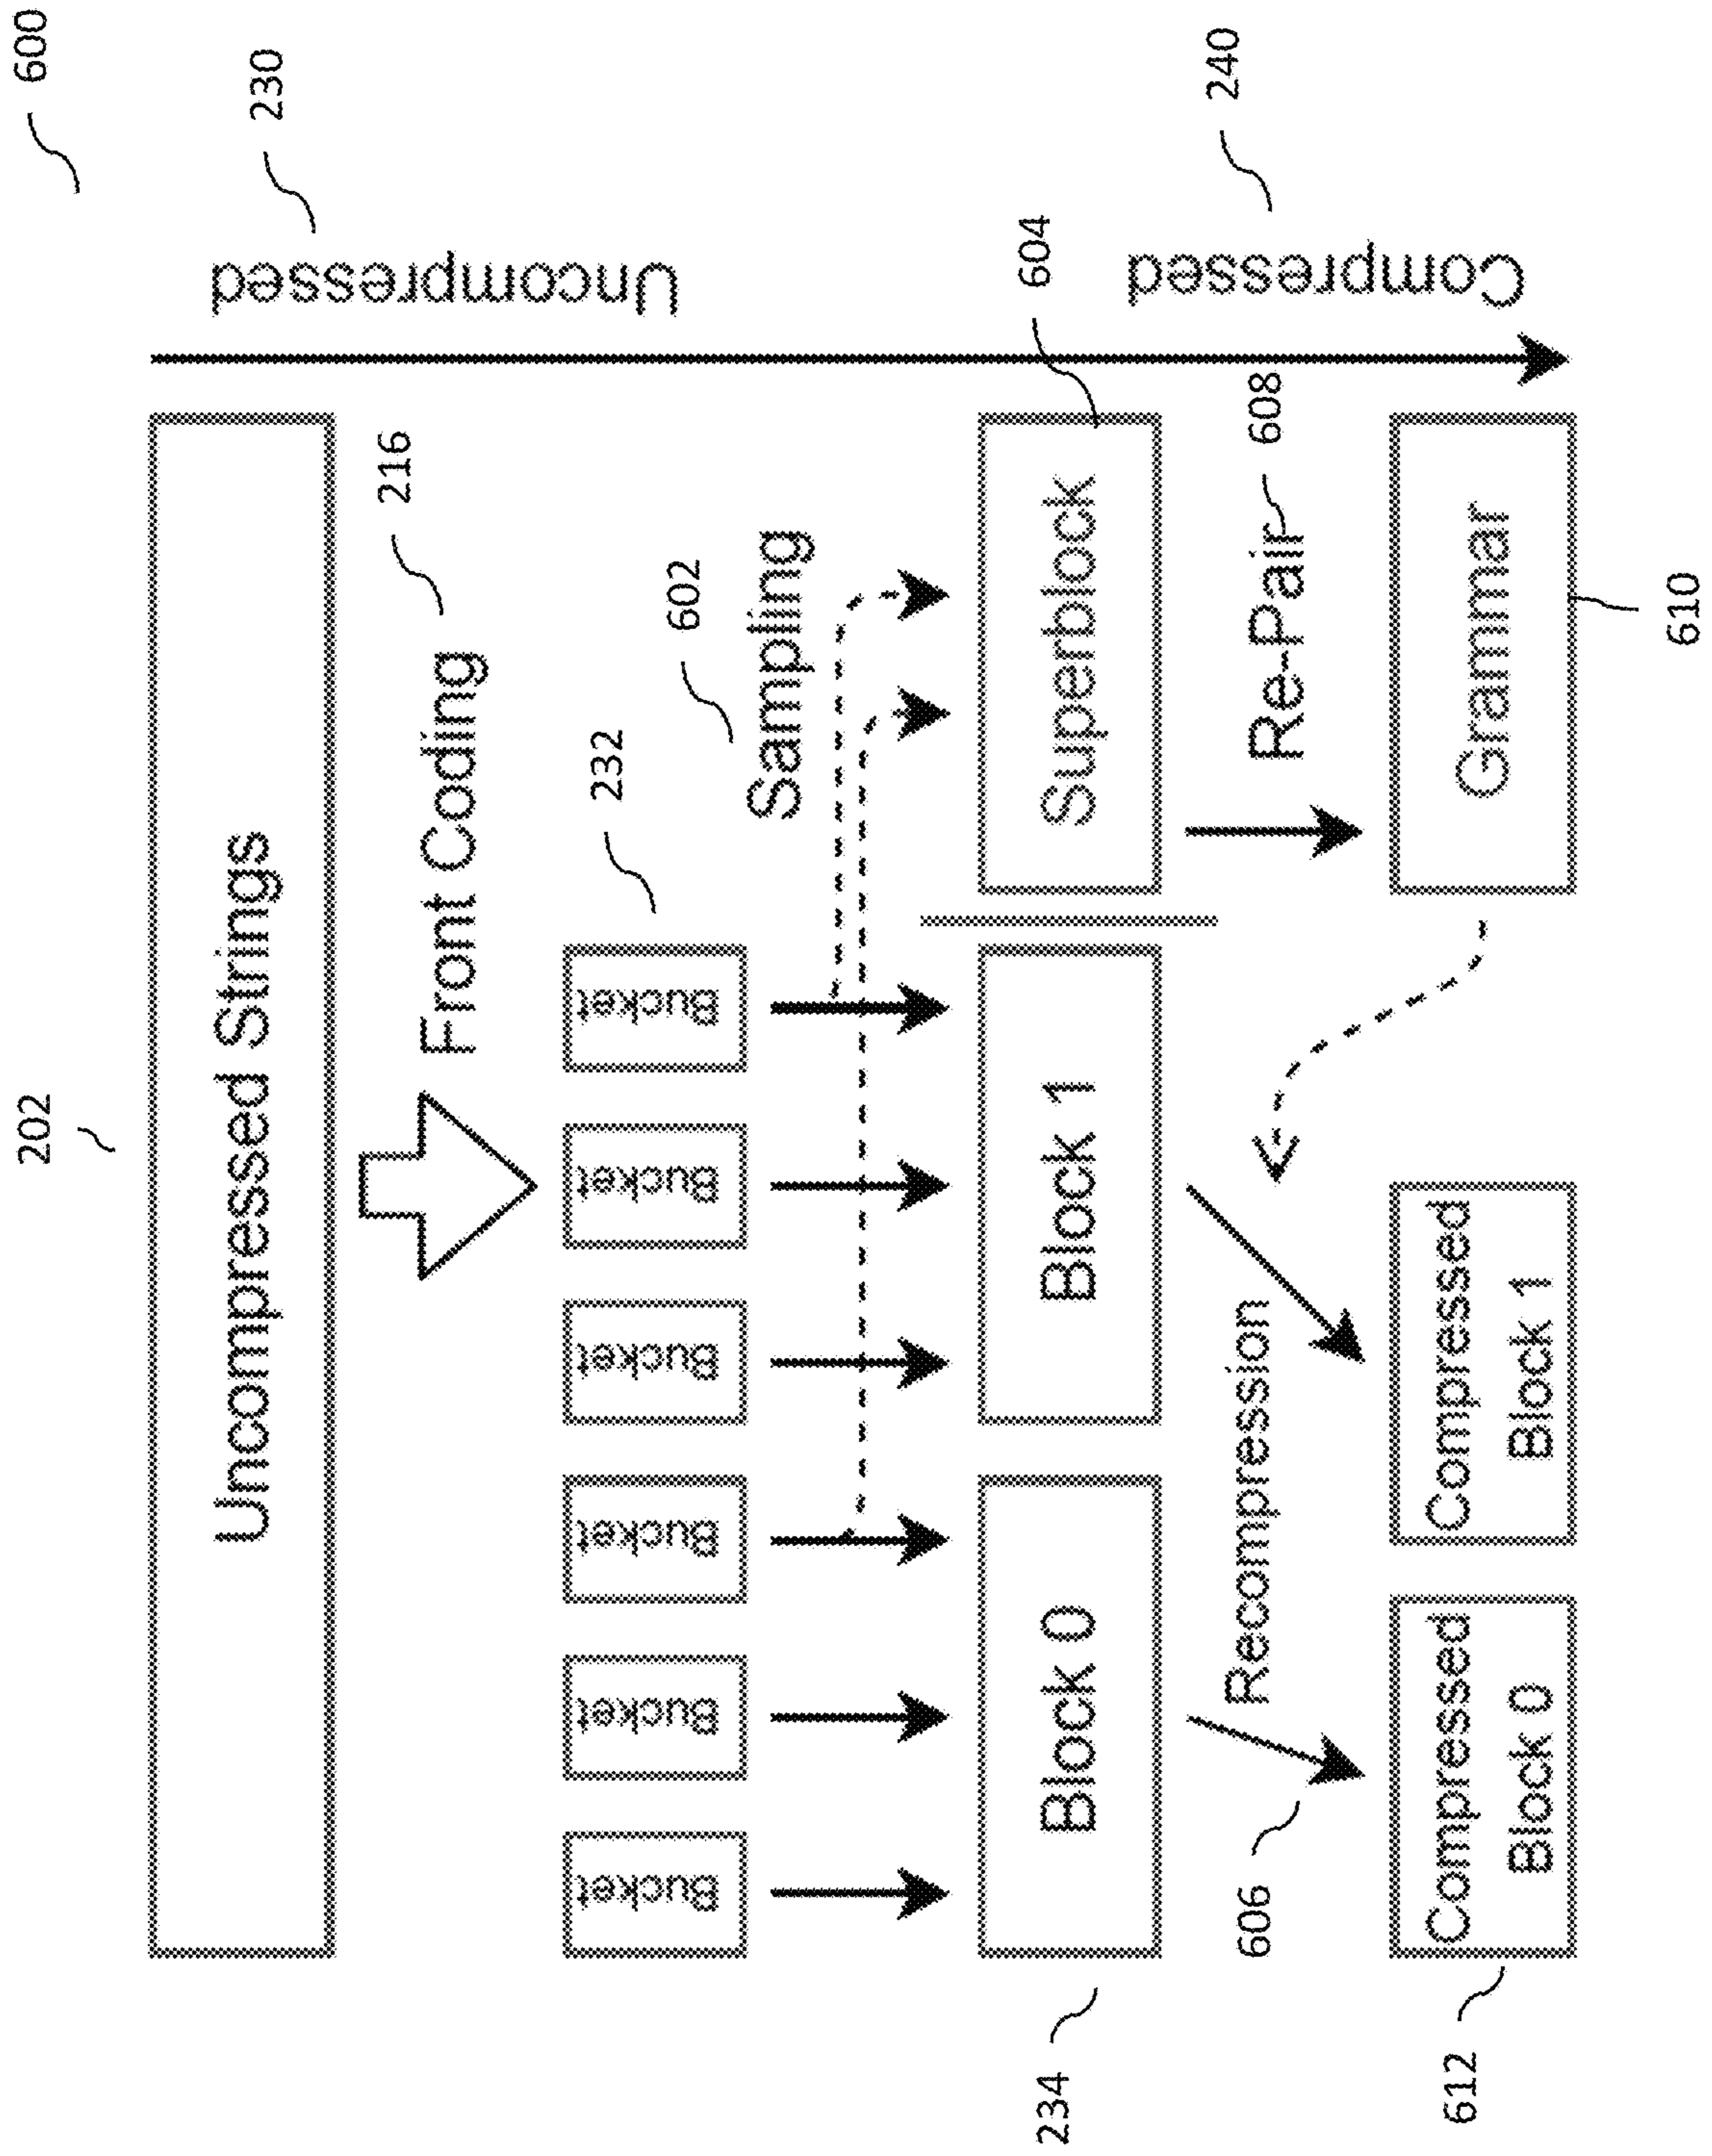 600
202
Uncompressed Strings
230
Uncompressed
Front Coding
216
232
Bucket
Bucket
Bucket
Bucket
Bucket
Bucket
602
Sampling
234
Block 0
Block 1
Superblock
604
606
Recompression
Re-Pair
608
240
Compressed
612
Compressed
Block 0
Compressed
Block 1
Grammar
610